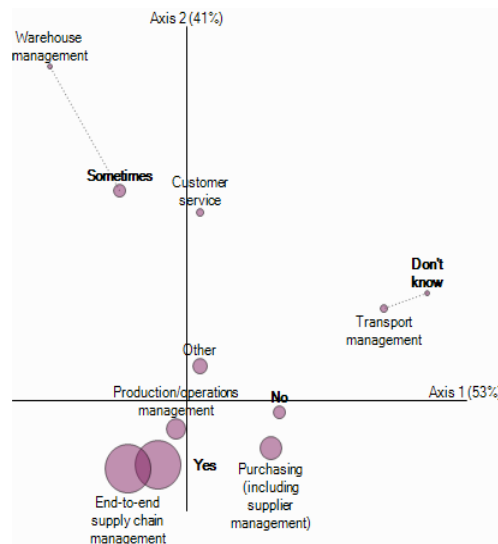 Axis 2 (41%)
Warehouse
management
Sometimes
Customer
service
Don't
know
Transport
management
Other
Production/operations
management
No
Axis 1 (53%)
Yes
Purchasing
(including
supplier
management)
End-to-end
supply chain
management